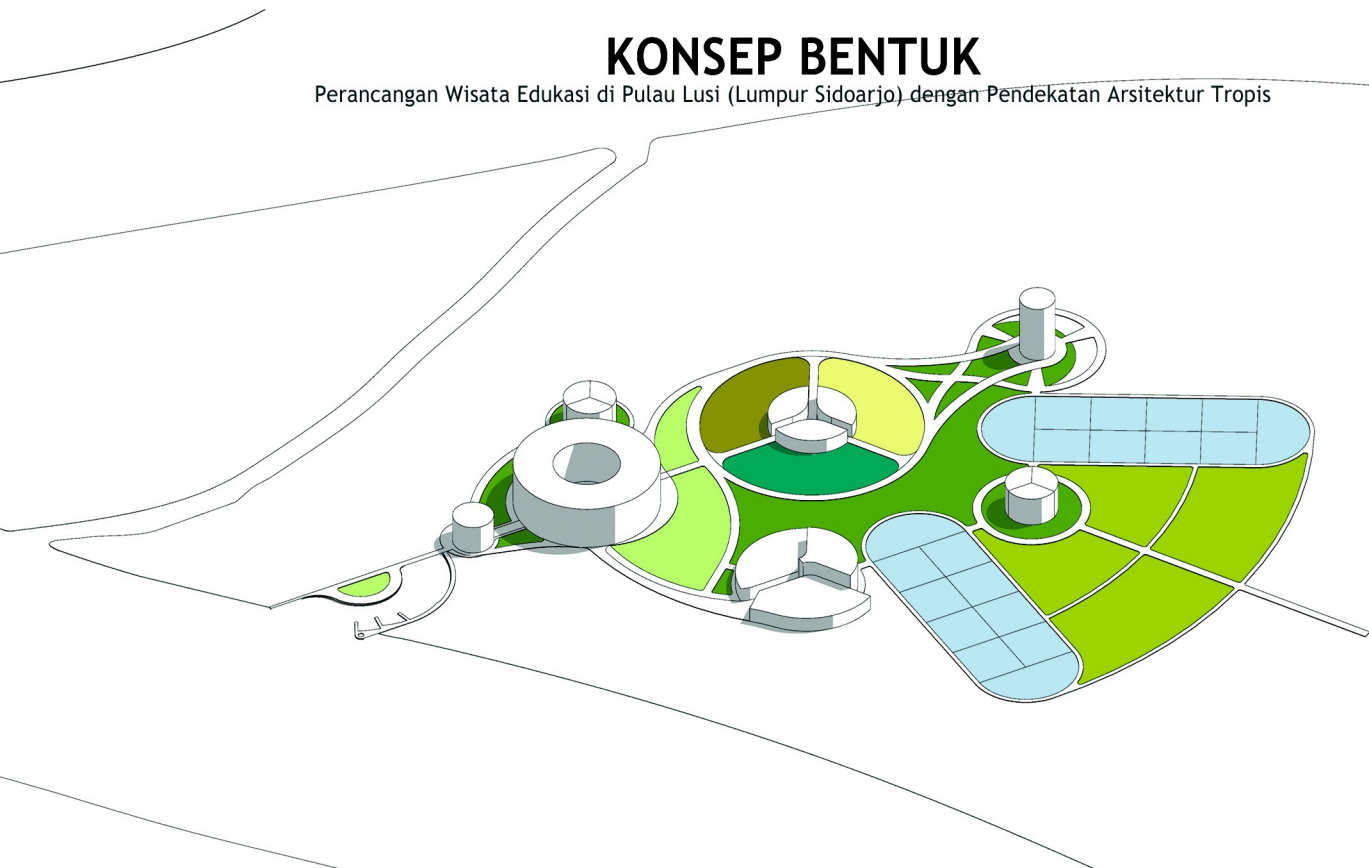 KONSEP BENTUK
Perancangan Wisata Edukasi di Pulau Lusi (Lumpur Sidoarjo) dengan Pendekatan Arsitektur Tropis